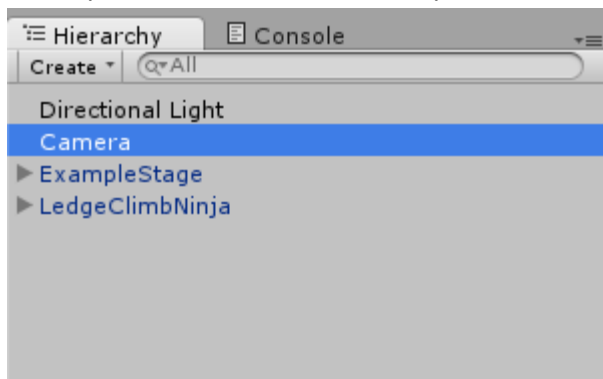 Hierarchy Console
Create All
Directional Light
Camera
ExampleStage
LedgeClimbNinja